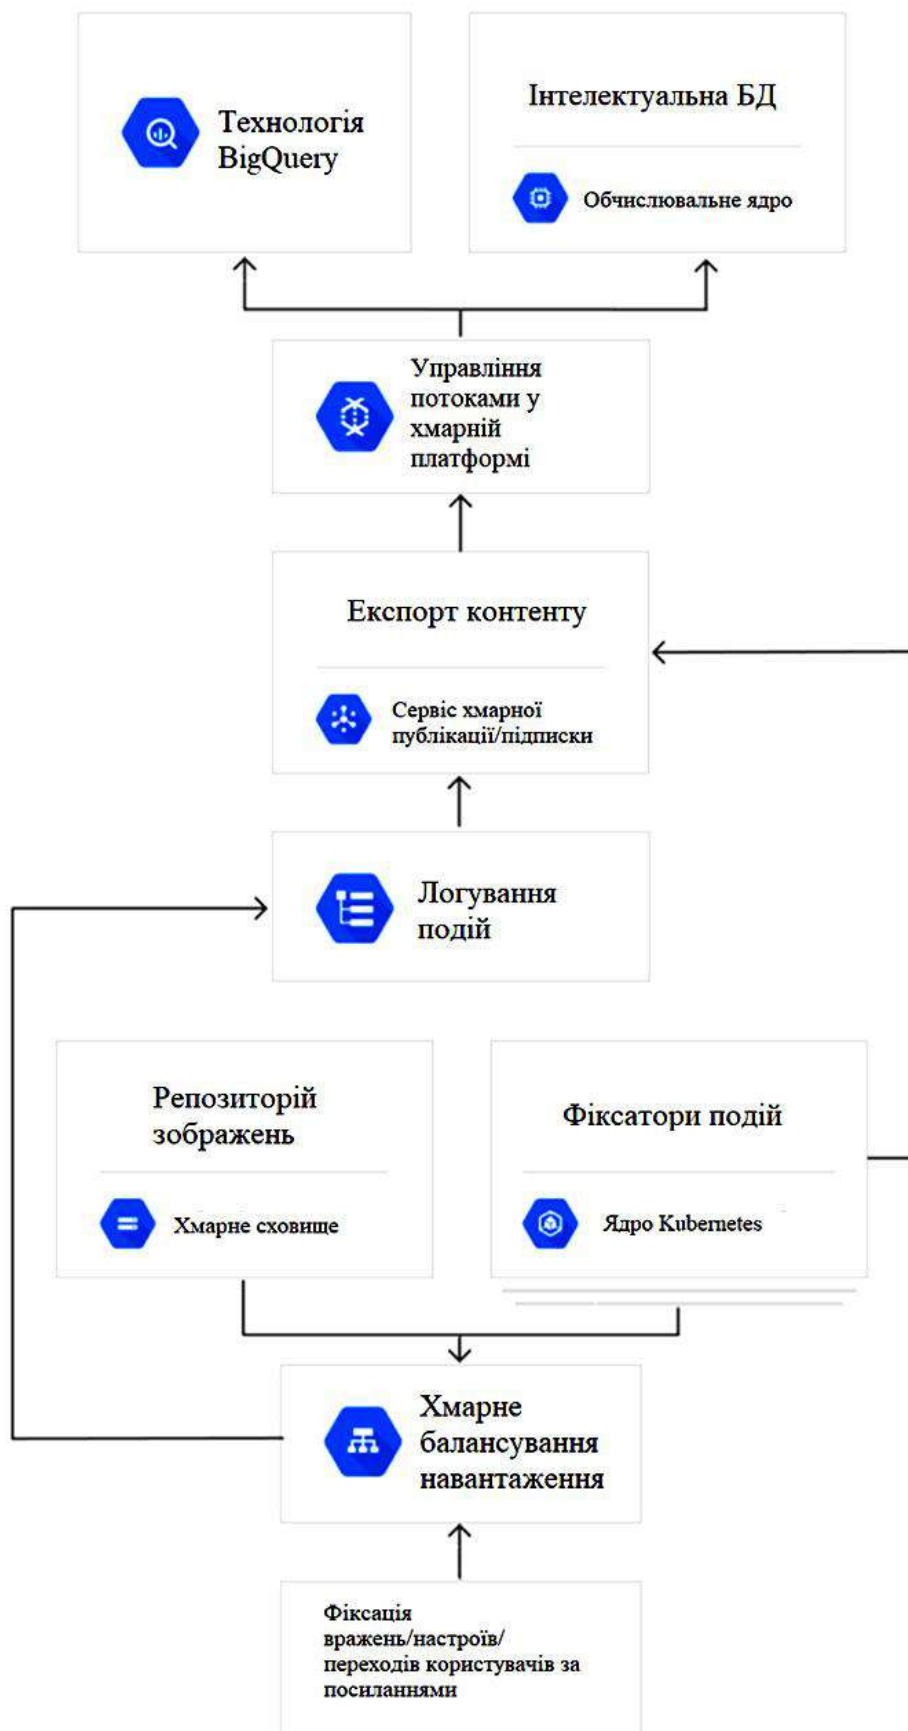 Технологія
BigQuery
Інтелектуальна БД
Обчислювальне ядро
Управління
потоками у
хмарній
платформі
Експорт контенту
Сервіс хмарної
публікації/підписки
Логування
подій
Репозиторій
зображень
Хмарне сховище
Фіксатори подій
Ядро Kubernetes
Хмарне
балансування
навантаження
Фіксація
вражень/настроїв/
переходів користувачів за
посиланнями